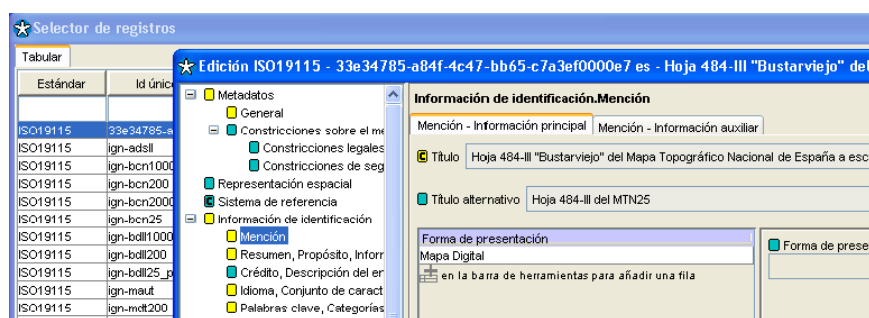 Selector de registros
Tabular
Estándar Id únic
ISO19115 33e34785-a
ISO19115 ign-adsll
ISO19115 ign-bcn1000
ISO19115 ign-bcn200
ISO19115 ign-bcn2000
ISO19115 ign-bcn25
ISO19115 ign-bdll1000
ISO19115 ign-bdll200
ISO19115 ign-bdll25_p
ISO19115 ign-maut
ISO19115 ign-mdt200
Edición ISO19115 - 33e34785-a84f-4c47-bb65-c7a3ef0000e7 es - Hoja 484-III "Bustarviejo" del
Metadatos
General
Constricciones sobre el me
Constricciones legales
Constricciones de seg
Representación espacial
C Sistema de referencia
Información de identificación
Mención
Resumen, Propósito, Inforr
Crédito, Descripción del er
Idioma, Conjunto de caract
Palabras clave, Categorías
Información de identificación.Mención
Mención - Información principal Mención - Información auxiliar
C Título Hoja 484-III "Bustarviejo" del Mapa Topográfico Nacional de España a esc
Título alternativo Hoja 484-III del MTN25
Forma de presentación
Mapa Digital
en la barra de herramientas para añadir una fila
Forma de prese